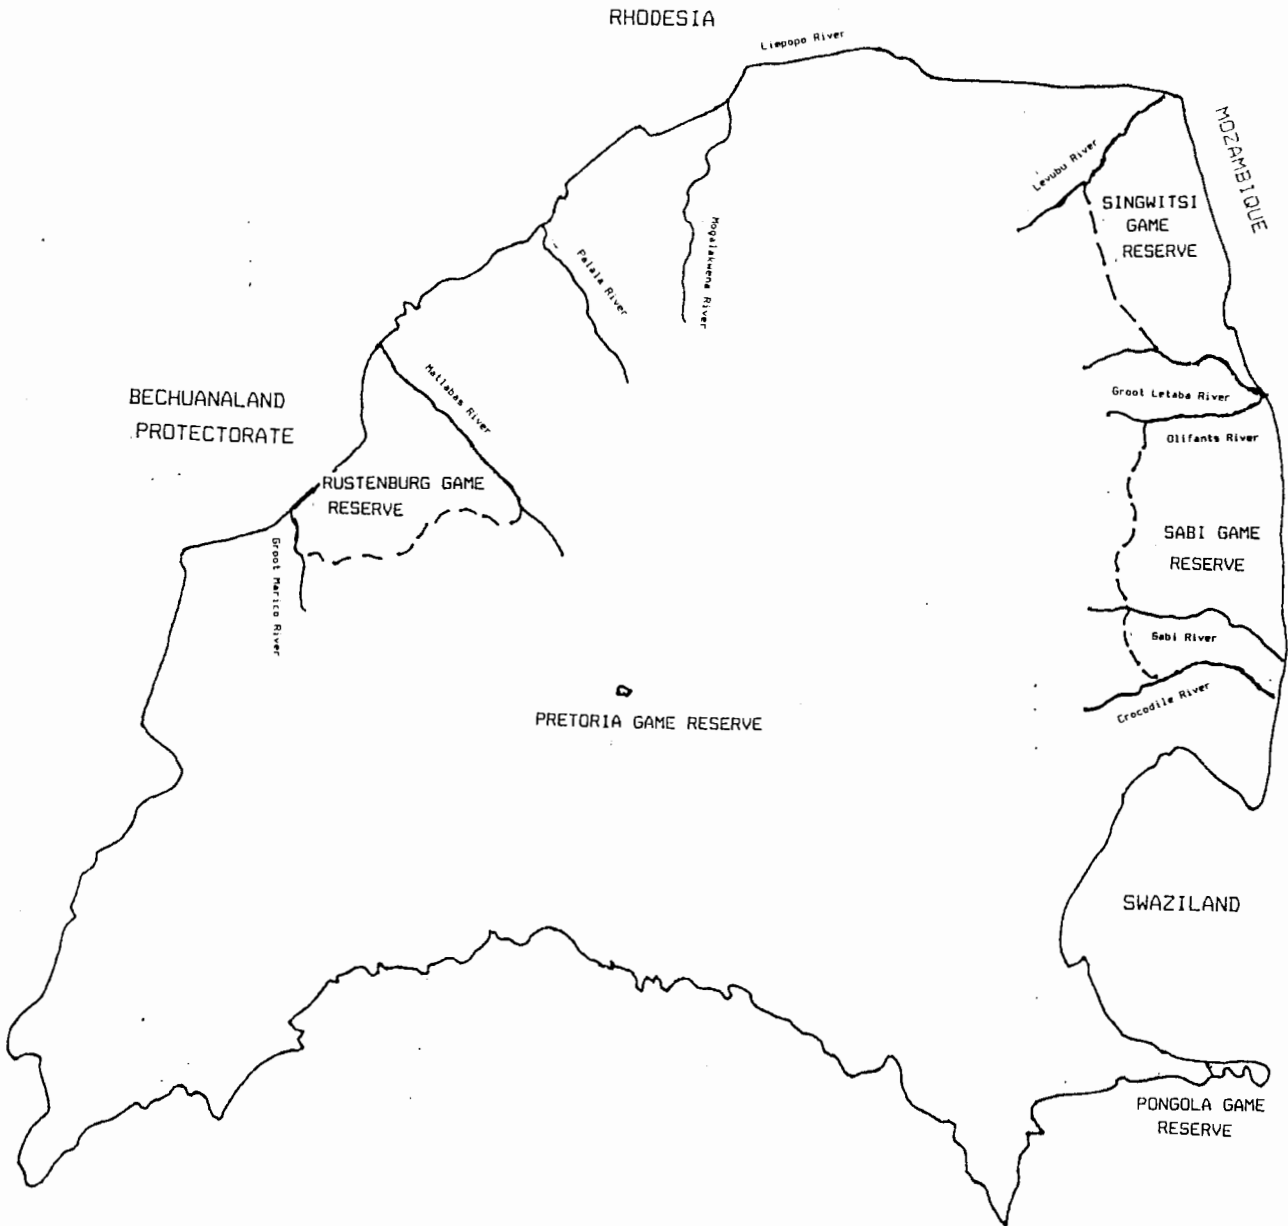 RHODESIA
Limpopo River
MOZAMBIQUE
Levubu River
SINGWITSI
GAME
RESERVE
Mogalakwena River
Palala River
Matlabas River
BECHUANALAND
PROTECTORATE
Groot Letaba River
Olifants River
RUSTENBURG GAME
RESERVE
Groot Marico River
SABI GAME
RESERVE
Sabi River
Crocodile River
PRETORIA GAME RESERVE
SWAZILAND
PONGOLA GAME
RESERVE